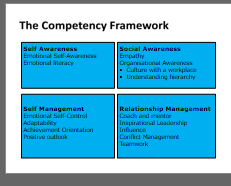 The Competency Framework
Self Awareness
Emotional Self-Awareness
Emotional literacy
Social Awareness
Empathy
Organisational Awareness
• Culture with a workplace
• Understanding hierarchy
Self Management
Emotional Self-Control
Adaptability
Achievement Orientation
Positive outlook
Relationship Management
Coach and mentor
Inspirational Leadership
Influence
Conflict Management
Teamwork